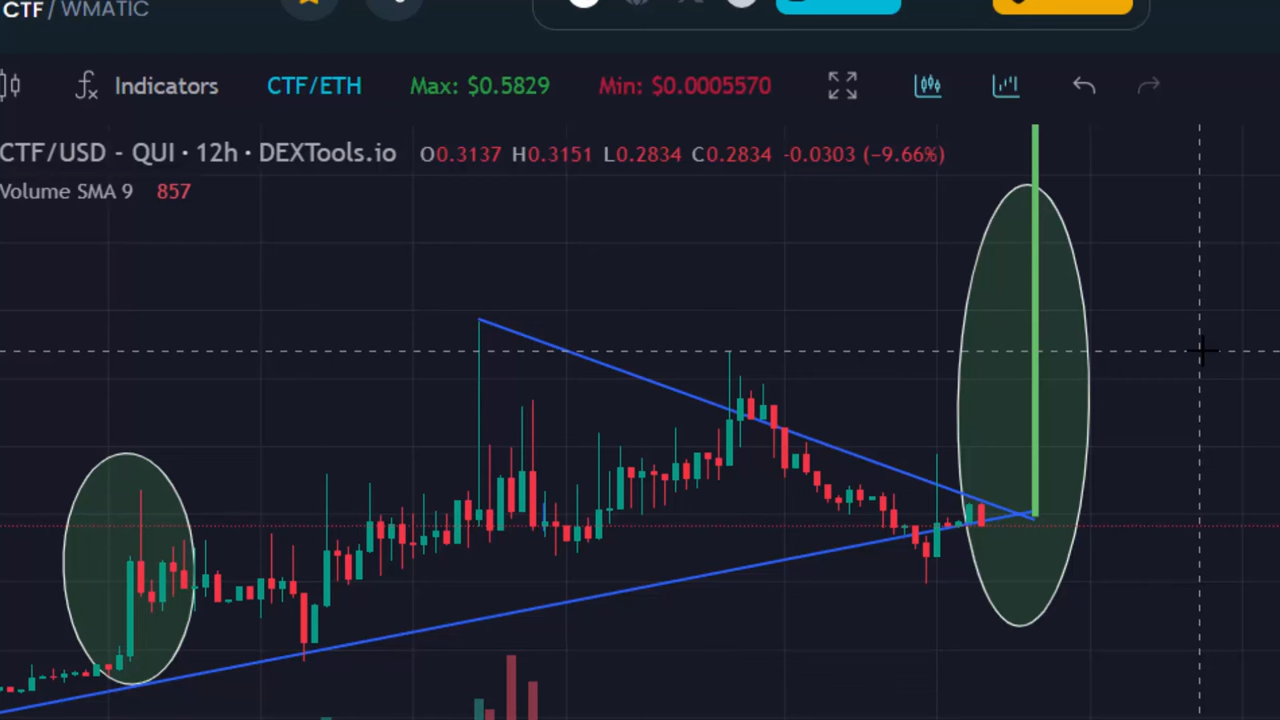 CTF / WMATIC
Indicators CTF/ETH Max: $0.5829 Min: $0.0005570
CTF/USD - QUI · 12h · DEXTools.io O0.3137 H0.3151 L0.2834 C0.2834 -0.0303 (−9.66%)
Volume SMA 9 857